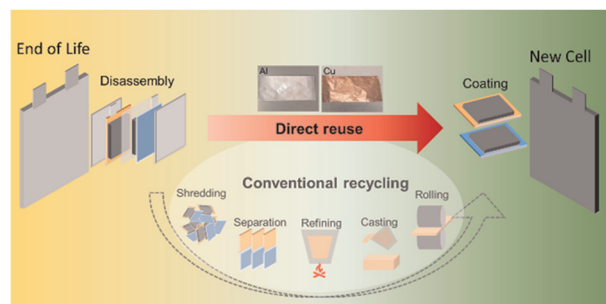 End of Life
Disassembly
Al
Cu
Direct reuse
Coating
New Cell
Conventional recycling
Shredding
Separation
Refining
Casting
Rolling